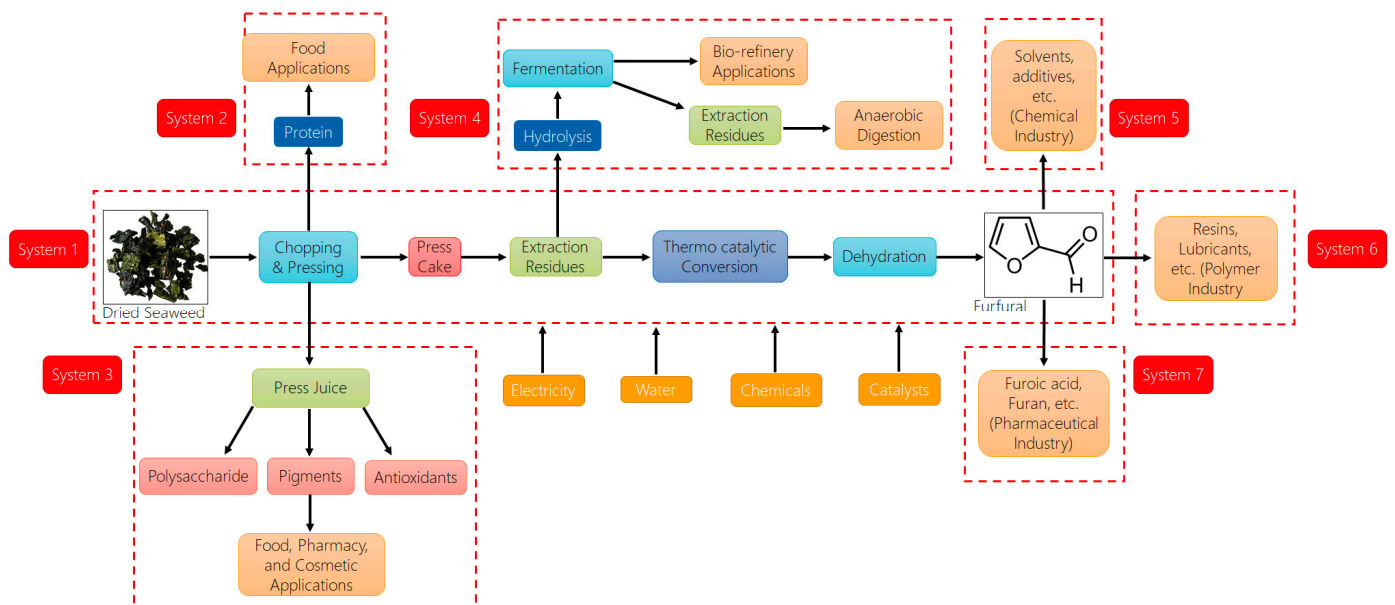 Food
Applications
System 2
Protein
Fermentation
Bio-refinery
Applications
System 4
Hydrolysis
Extraction
Residues
Anaerobic
Digestion
Solvents,
additives,
etc.
(Chemical
Industry)
System 5
System 1
Dried Seaweed
Chopping
& Pressing
Press
Cake
Extraction
Residues
Thermo catalytic
Conversion
Dehydration
O
O
H
Furfural
Resins,
Lubricants,
etc. (Polymer
Industry
System 6
System 3
Press Juice
Polysaccharide
Pigments
Antioxidants
Food, Pharmacy,
and Cosmetic
Applications
Electricity
Water
Chemicals
Catalysts
Furoic acid,
Furan, etc.
(Pharmaceutical
Industry)
System 7